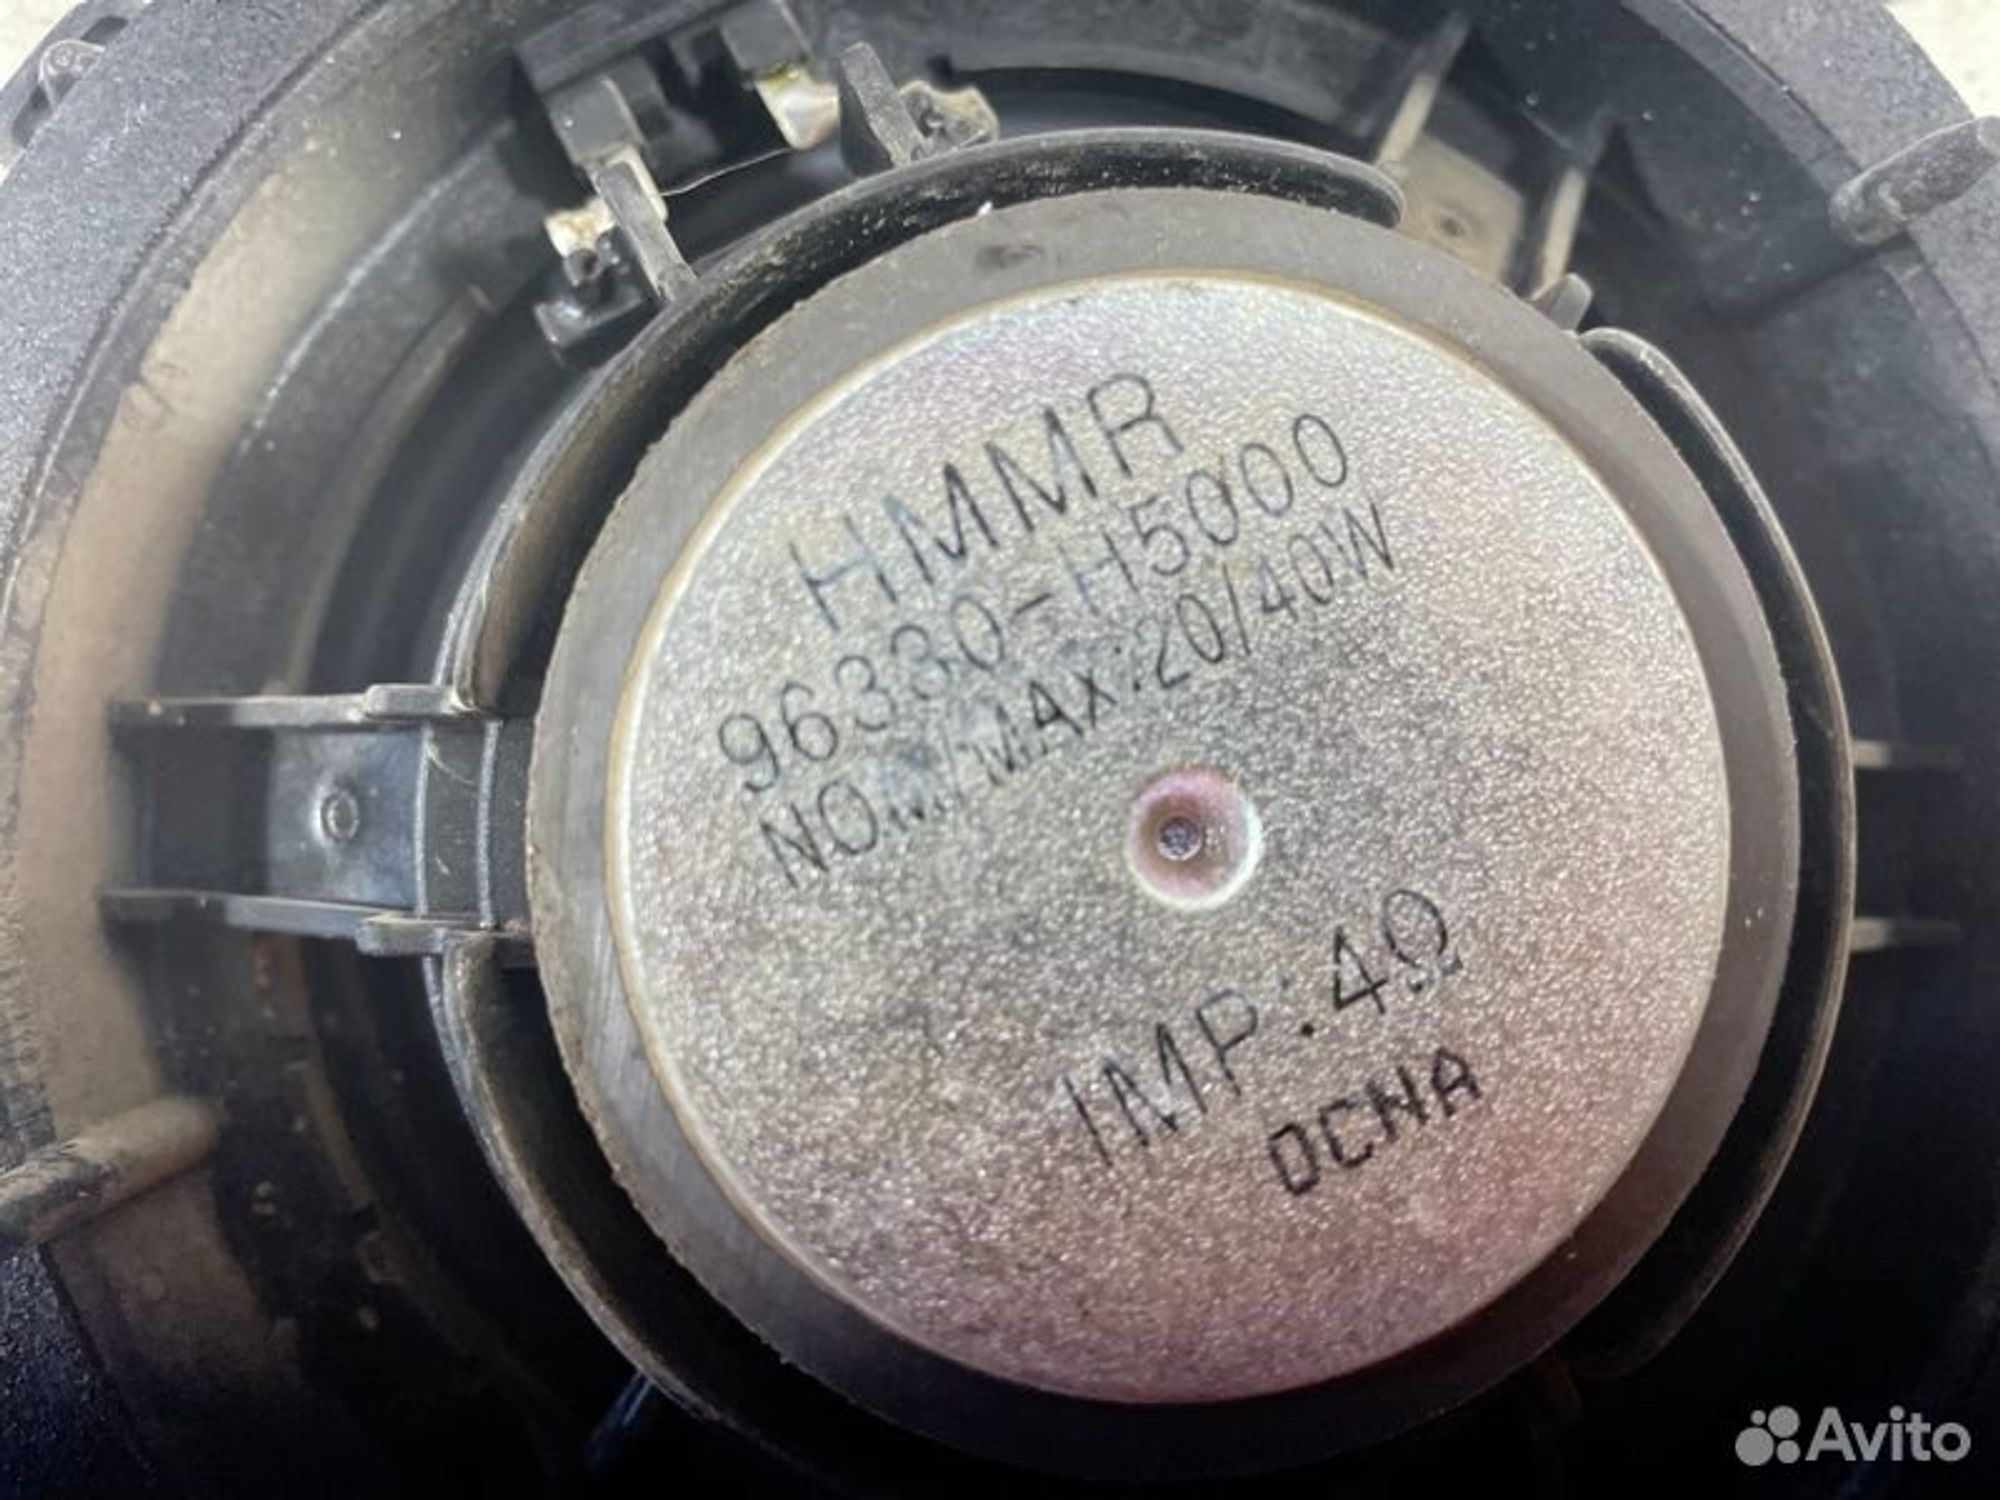 HMMR
96330-H5000
NOM/MAX:20/40W
IMP:4Ω
DCNA
Avito